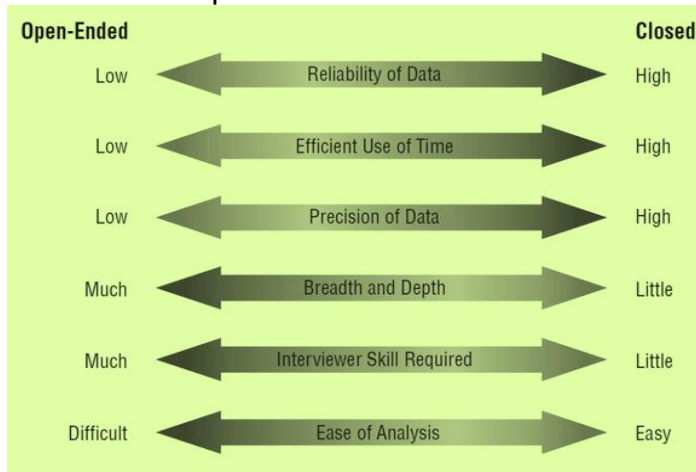 Open-Ended Closed
Low Reliability of Data High
Low Efficient Use of Time High
Low Precision of Data High
Much Breadth and Depth Little
Much Interviewer Skill Required Little
Difficult Ease of Analysis Easy